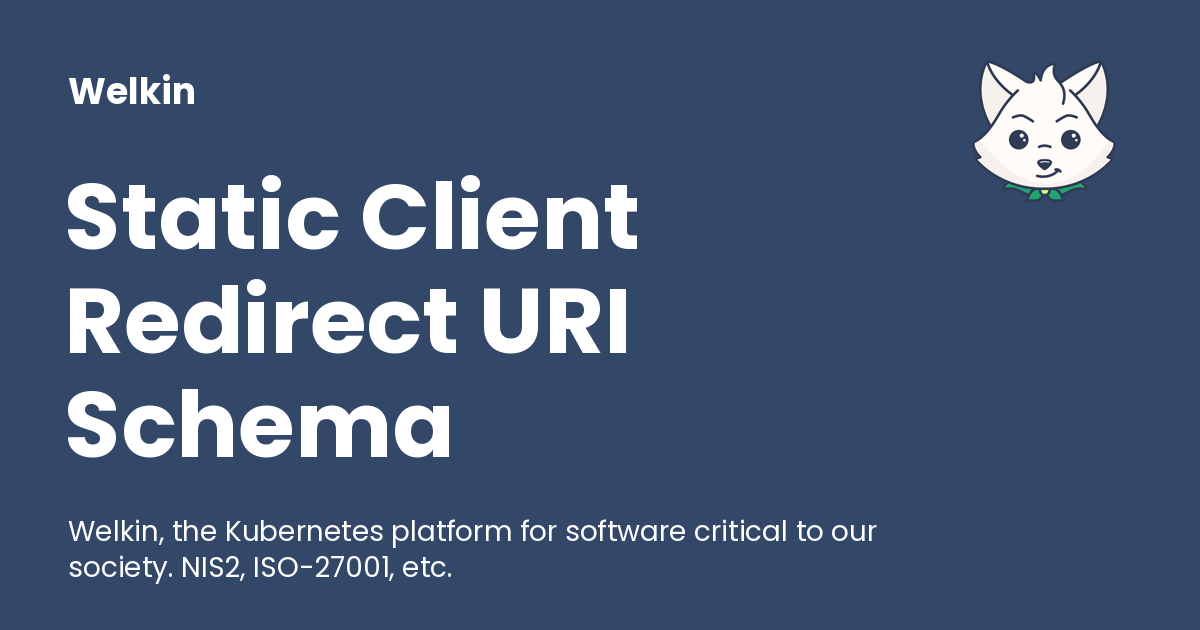 Welkin
Static Client
Redirect URI
Schema
Welkin, the Kubernetes platform for software critical to our
society. NIS2, ISO-27001, etc.